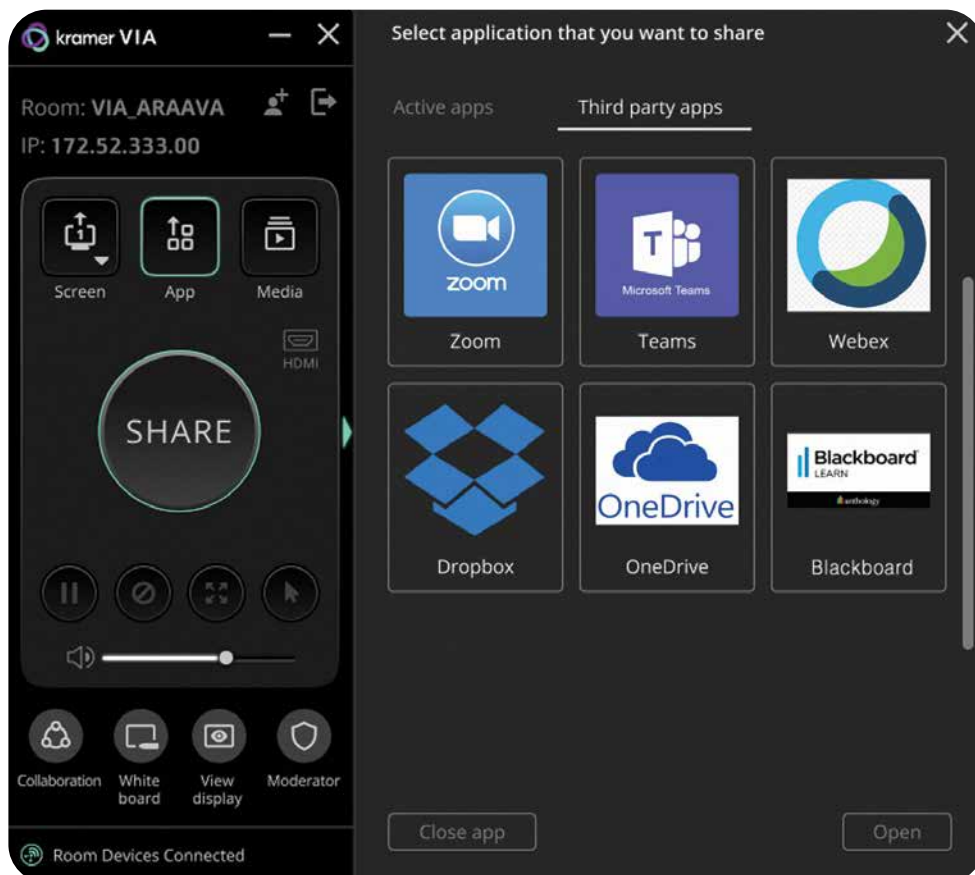 kramer VIA
Room: VIA_ARAAVA
IP: 172.52.333.00
1
Screen
App
Media
HDMI
SHARE
Collaboration
White
board
View
display
Moderator
Room Devices Connected
Select application that you want to share
Active apps
Third party apps
zoom
Zoom
T
Microsoft Teams
Teams
Webex
Dropbox
OneDrive
OneDrive
Blackboard
LEARN
anthology
Blackboard
Close app
Open